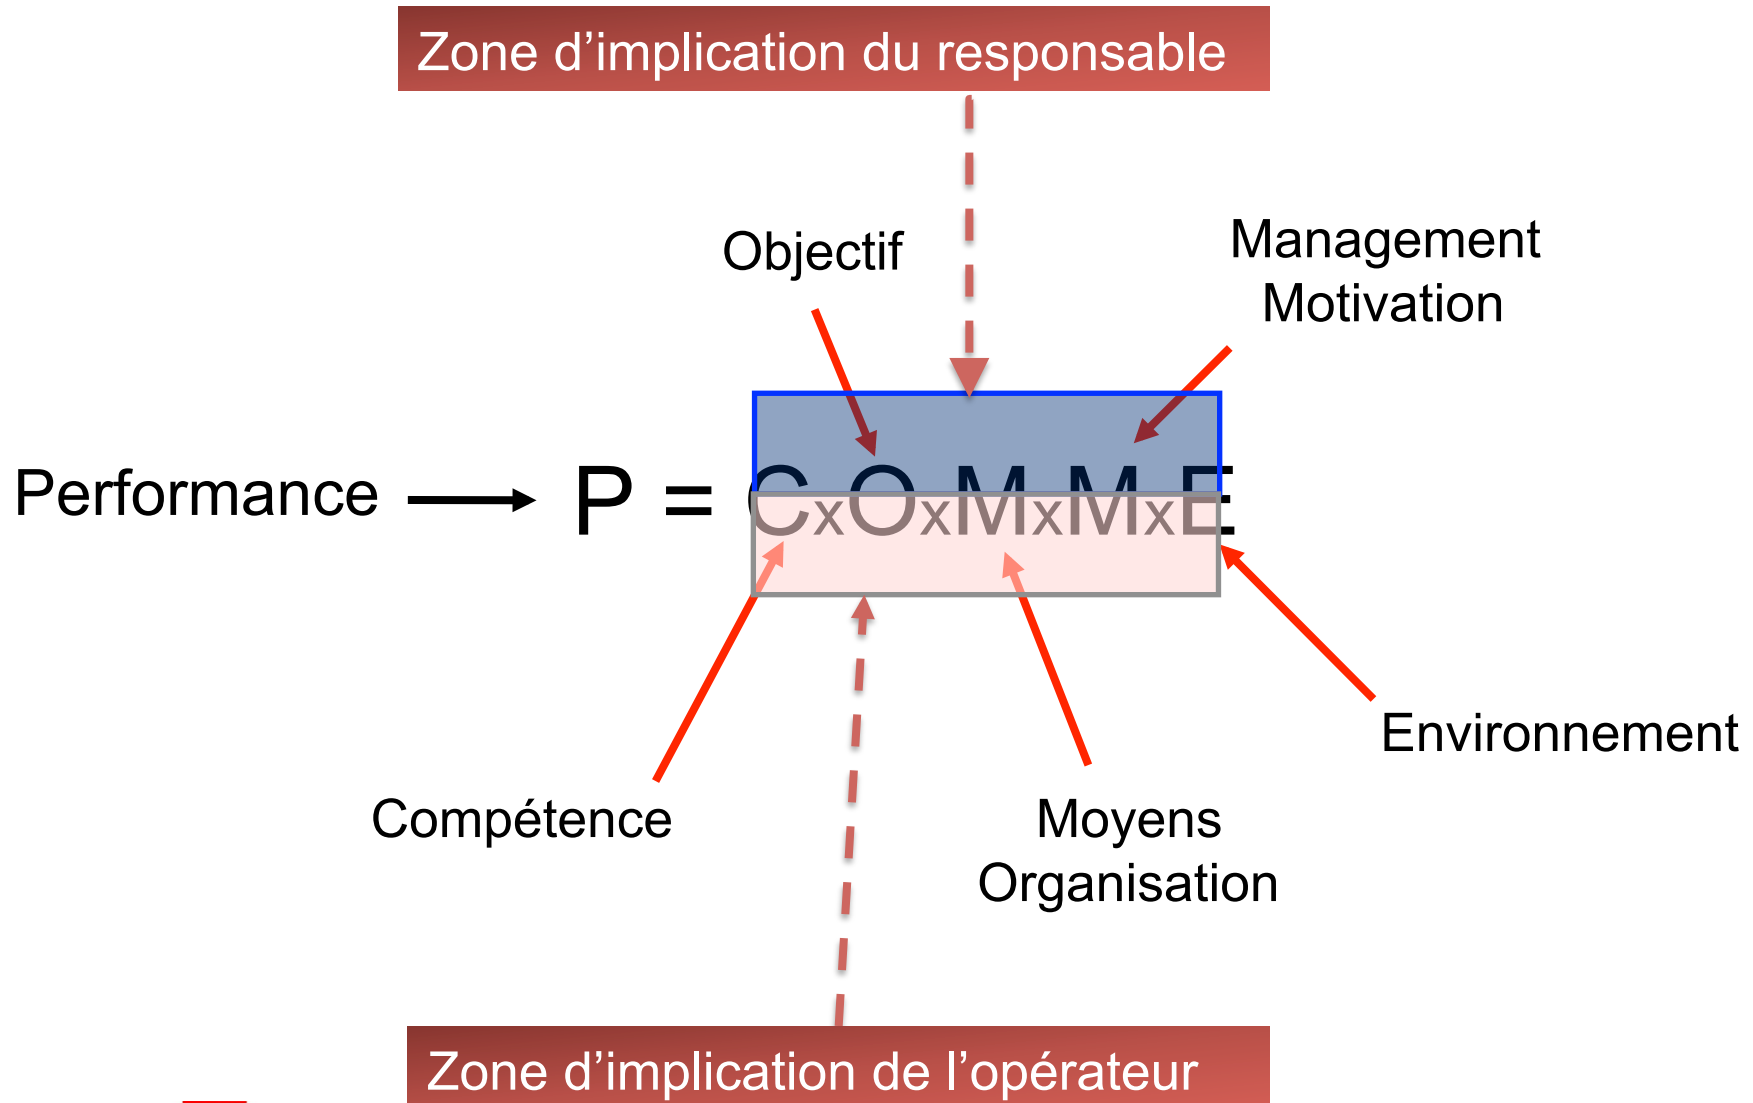 Zone d’implication du responsable
Objectif
Management
Motivation
Performance
P = CxOxMxMxE
Environnement
Compétence
Moyens
Organisation
Zone d’implication de l’opérateur